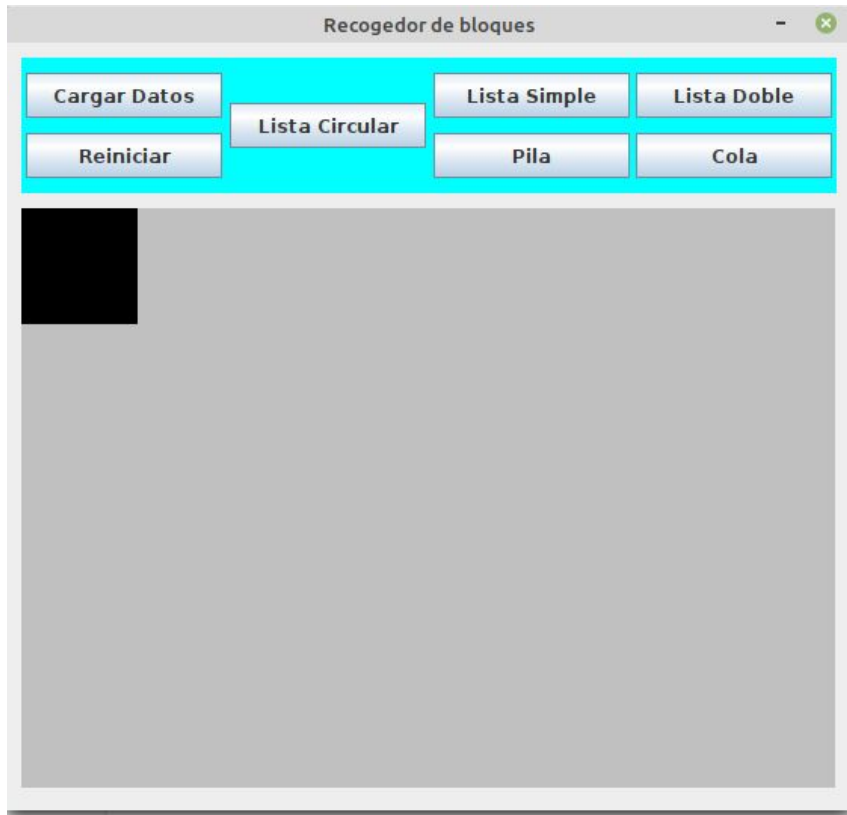 Recogedor de bloques
Cargar Datos
Lista Circular
Lista Simple
Lista Doble
Reiniciar
Pila
Cola